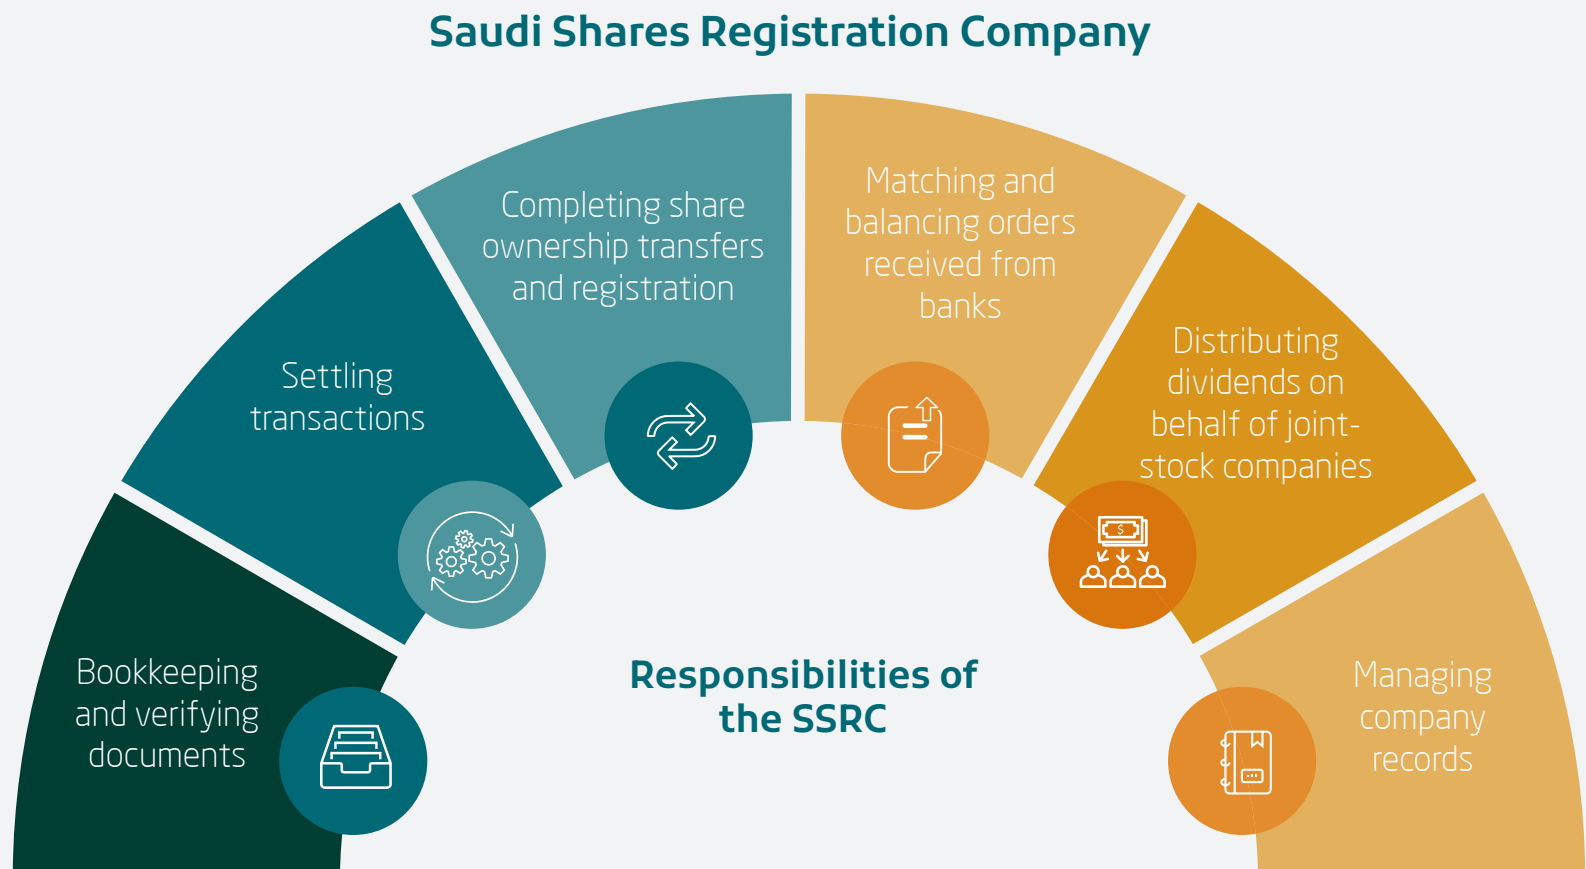 Saudi Shares Registration Company
Bookkeeping
and verifying
documents
Settling
transactions
Completing share
ownership transfers
and registration
Matching and
balancing orders
received from
banks
Distributing
dividends on
behalf of joint-
stock companies
Managing
company
records
$
Responsibilities of
the SSRC